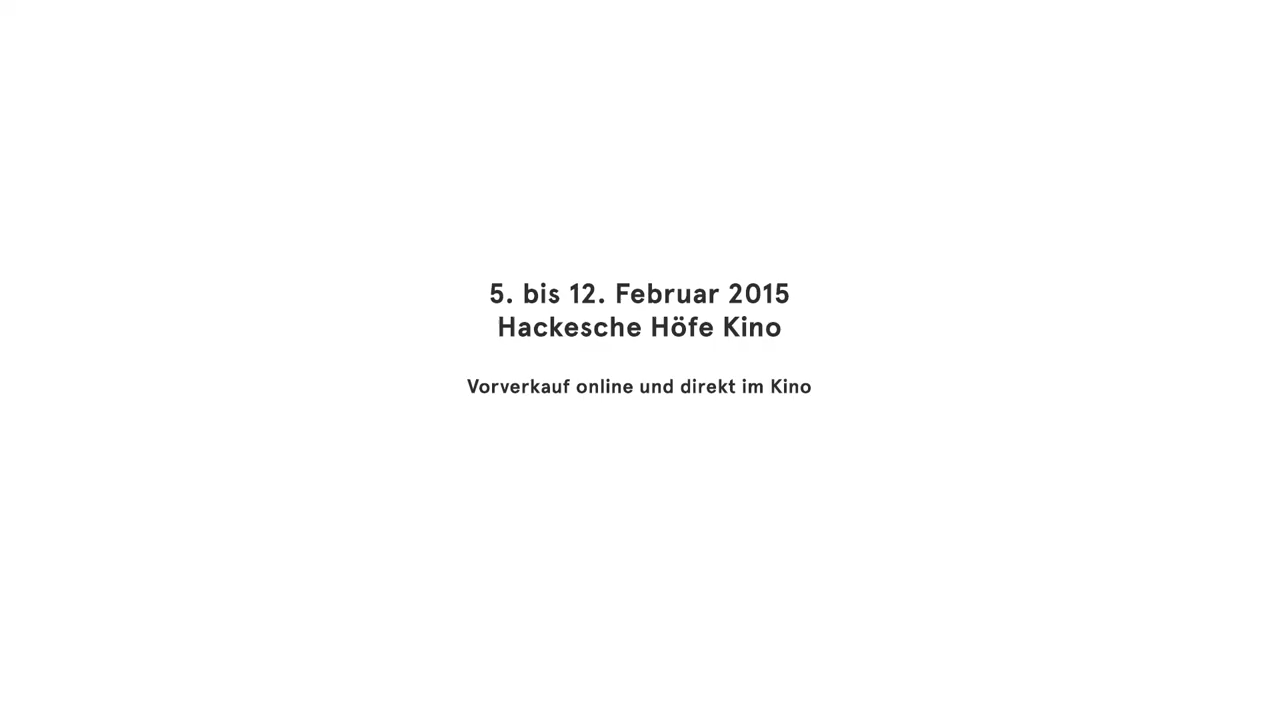 5. bis 12. Februar 2015
Hackesche Höfe Kino
Vorverkauf online und direkt im Kino